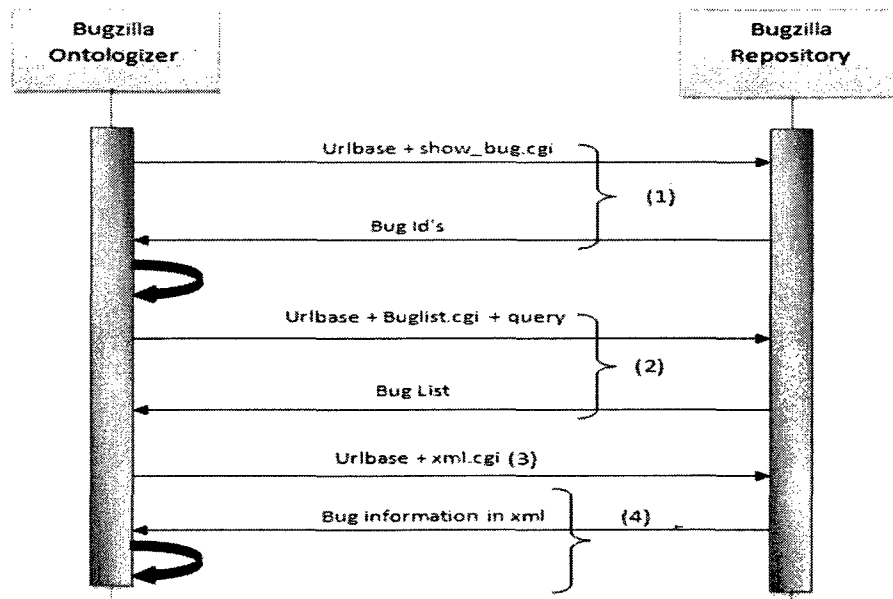 Bugzilla
Ontologizer
Bugzilla
Repository
Urlbase + show_bug.cgi
(1)
Bug Id's
Urlbase + Buglist.cgi + query
(2)
Bug List
Urlbase + xml.cgi (3)
Bug information in xml
(4)